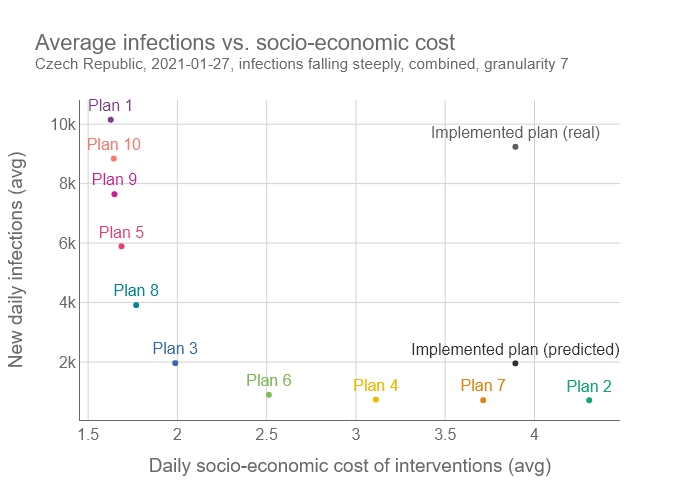 Average infections vs. socio-economic cost
Czech Republic, 2021-01-27, infections falling steeply, combined, granularity 7
Plan 1
10k
Implemented plan (real)
Plan 10
Plan 9
8k
Plan 5
6k
Plan 8
4k
Plan 3
Implemented plan (predicted)
2k
Plan 6
Plan 4
Plan 7
Plan 2
New daily infections (avg)
1.5
2
2.5
3
3.5
4
Daily socio-economic cost of interventions (avg)